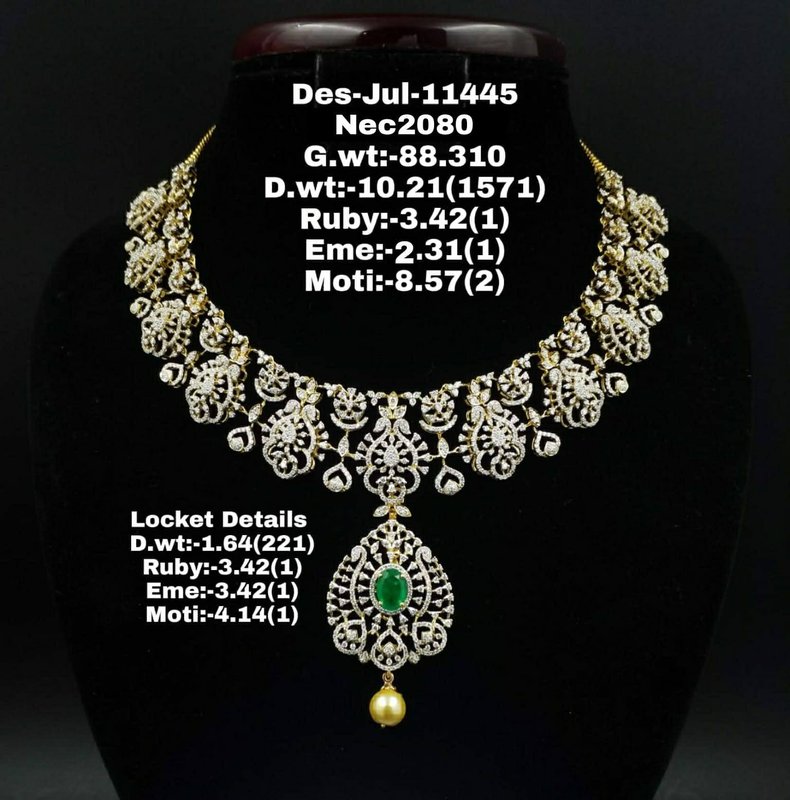 Des-Jul-11445
Nec2080
G.wt:-88.310
D.wt:-10.21(1571)
Ruby:-3.42(1)
Eme:-2.31(1)
Moti:-8.57(2)
Locket Details
D.wt:-1.64(221)
Ruby:-3.42(1)
Eme:-3.42(1)
Moti:-4.14(1)